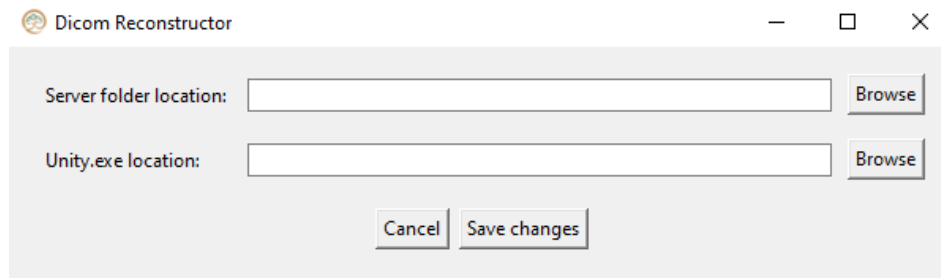 Dicom Reconstructor
Server folder location: Browse
Unity.exe location: Browse
Cancel Save changes